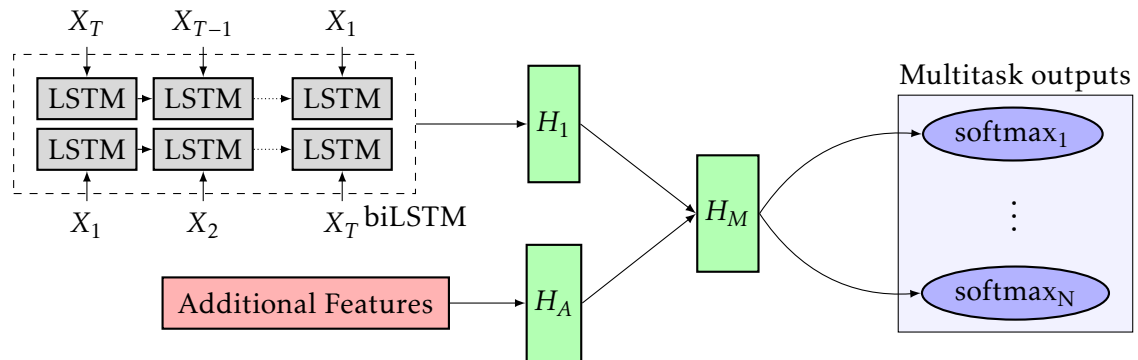 X_T X_{T−1} X_1
LSTM LSTM LSTM
LSTM LSTM LSTM
X_1 X_2 X_T biLSTM
Additional Features
H_1
H_A
H_M
Multitask outputs
softmax_1
⋮
softmax_N